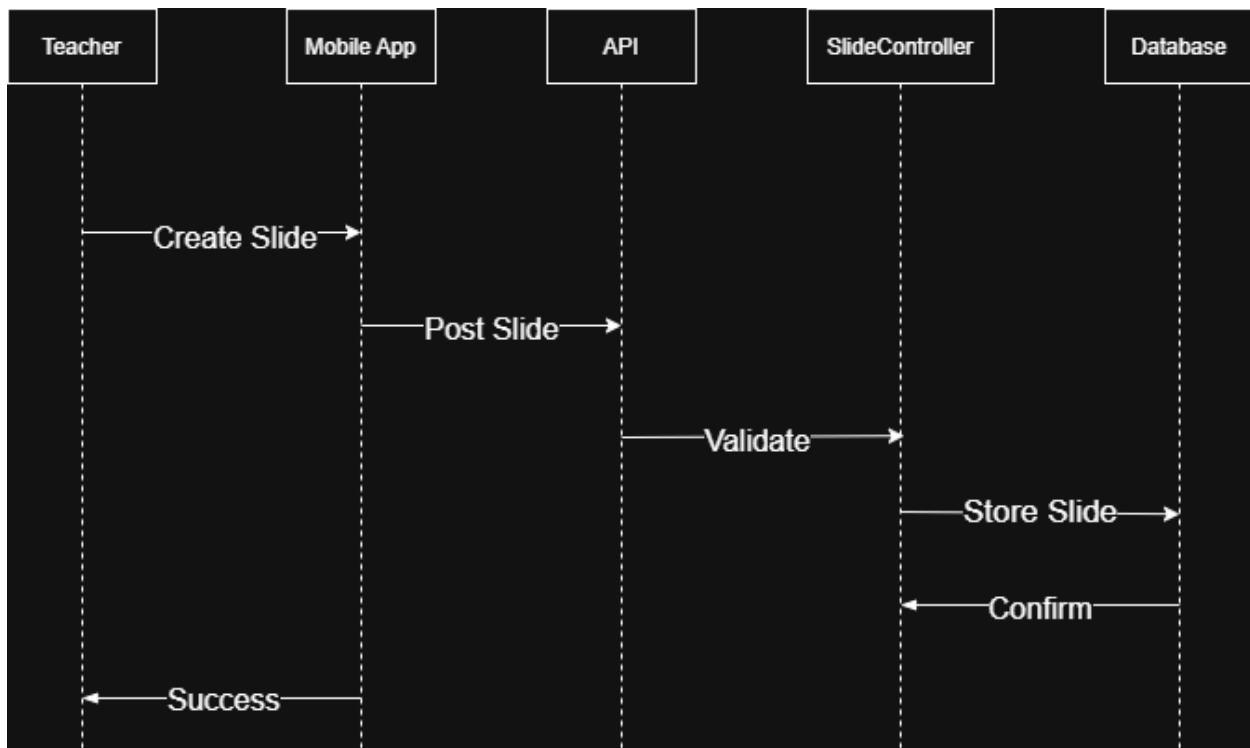 Teacher
Mobile App
API
SlideController
Database
Create Slide
Post Slide
Validate
Store Slide
Confirm
Success